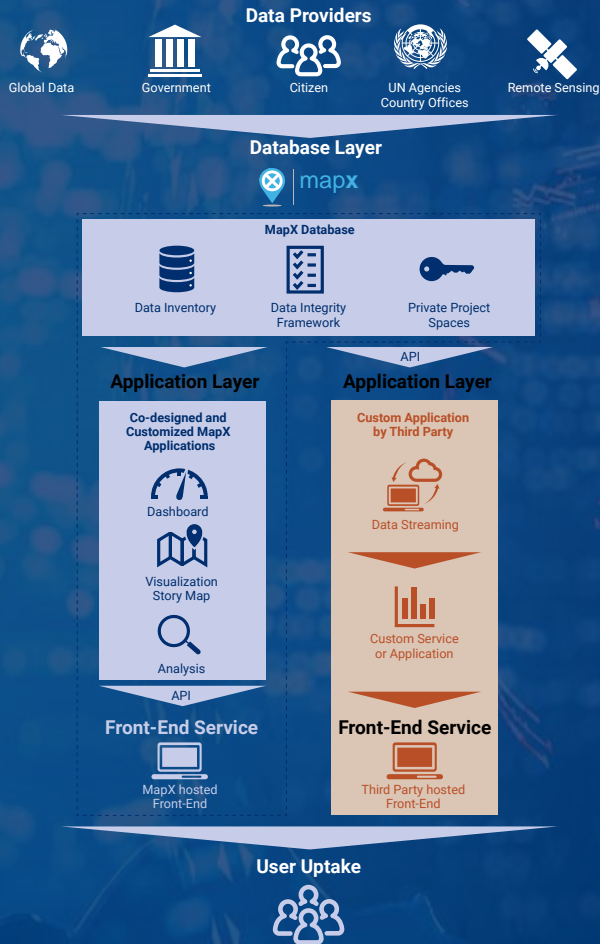 Data Providers
Global Data
Government
Citizen
UN Agencies
Country Offices
Remote Sensing
Database Layer
mapx
MapX Database
Data Inventory
Data Integrity
Framework
Private Project
Spaces
Application Layer
Co-designed and
Customized MapX
Applications
Dashboard
Visualization
Story Map
Analysis
API
Front-End Service
MapX hosted
Front-End
API
Application Layer
Custom Application
by Third Party
Data Streaming
Custom Service
or Application
Front-End Service
Third Party hosted
Front-End
User Uptake